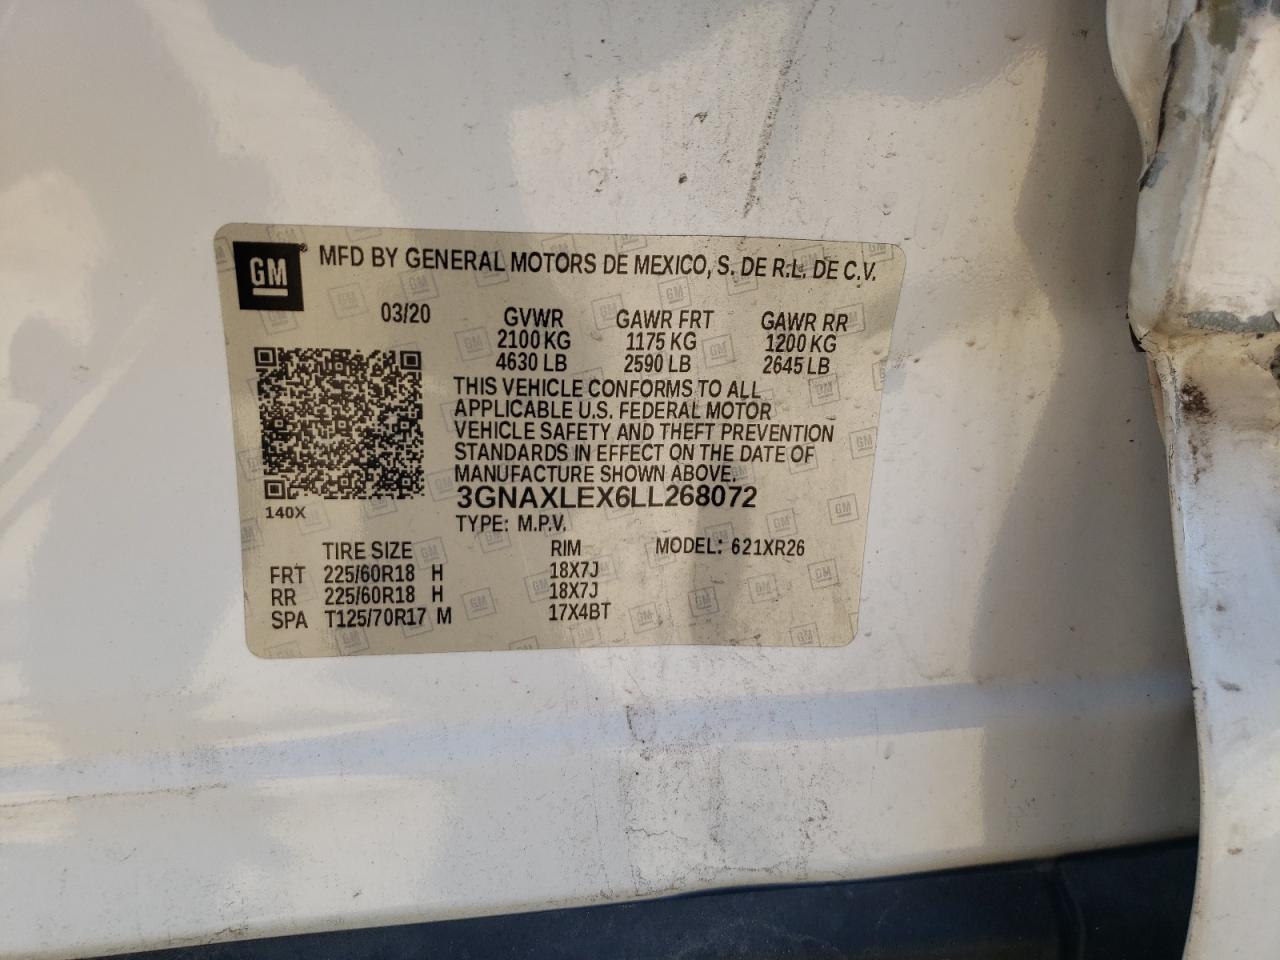 GM ® MFD BY GENERAL MOTORS DE MEXICO, S. DE R.L. DE C.V.
03/20 GVWR GAWR FRT GAWR RR
2100 KG 1175 KG 1200 KG
4630 LB 2590 LB 2645 LB
THIS VEHICLE CONFORMS TO ALL
APPLICABLE U.S. FEDERAL MOTOR
VEHICLE SAFETY AND THEFT PREVENTION
STANDARDS IN EFFECT ON THE DATE OF
MANUFACTURE SHOWN ABOVE.
3GNAXLEX6LL268072
140X
TYPE: M.P.V.
TIRE SIZE RIM MODEL: 621XR26
FRT 225/60R18 H 18X7J
RR 225/60R18 H 18X7J
SPA T125/70R17 M 17X4BT